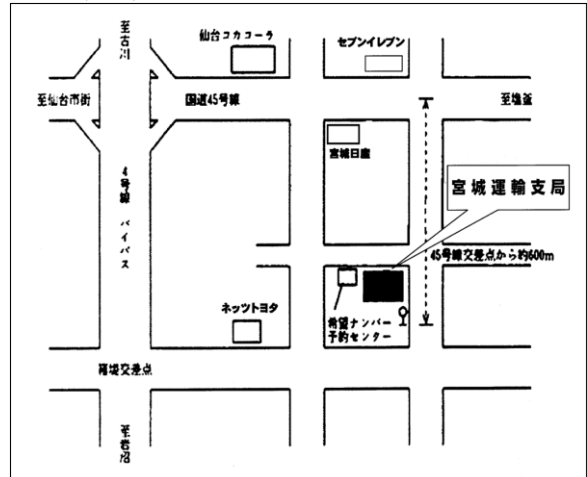 至古川
仙台コカコーラ
セブンイレブン
至仙台市街
国道45号線
至塩釜
宮城日産
4号線 バイパス
宮城運輸支局
45号線交差点から約600m
ネッツトヨタ
希望ナンバー
予約センター
箱堤交差点
至岩沼